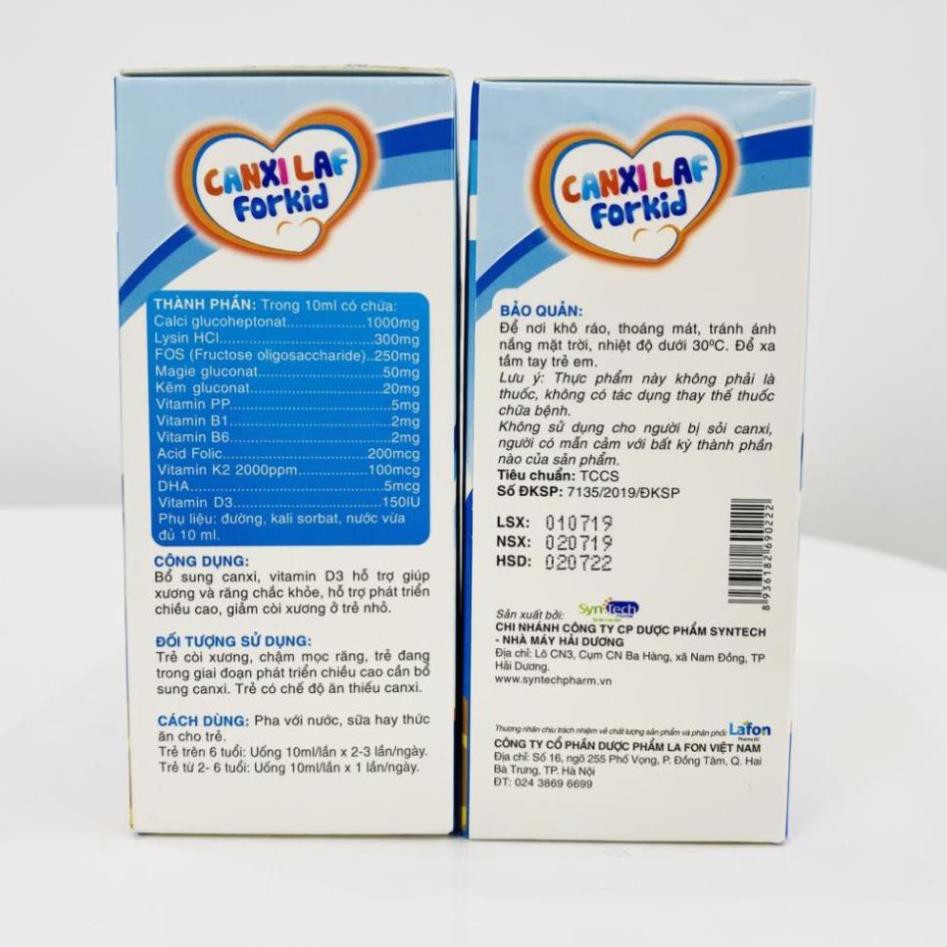 CANXI LAF
Forkid
THÀNH PHẦN: Trong 10ml có chứa:
Calci glucoheptonat....................1000mg
Lysin HCl.......................................300mg
FOS (Fructose oligosaccharide)..250mg
Magie gluconat...............................50mg
Kẽm gluconat.................................20mg
Vitamin PP........................................5mg
Vitamin B1........................................2mg
Vitamin B6........................................2mg
Acid Folic....................................200mcg
Vitamin K2 2000ppm.................100mcg
DHA................................................5mcg
Vitamin D3....................................150IU
Phụ liệu: đường, kali sorbat, nước vừa
đủ 10 ml.
CÔNG DỤNG:
Bổ sung canxi, vitamin D3 hỗ trợ giúp
xương và răng chắc khỏe, hỗ trợ phát triển
chiều cao, giảm còi xương ở trẻ nhỏ.
ĐỐI TƯỢNG SỬ DỤNG:
Trẻ còi xương, chậm mọc răng, trẻ đang
trong giai đoạn phát triển chiều cao cần bổ
sung canxi. Trẻ có chế độ ăn thiếu canxi.
CÁCH DÙNG: Pha với nước, sữa hay thức
ăn cho trẻ.
Trẻ trên 6 tuổi: Uống 10ml/lần x 2-3 lần/ngày.
Trẻ từ 2- 6 tuổi: Uống 10ml/lần x 1 lần/ngày.
CANXI LAF
Forkid
BẢO QUẢN:
Để nơi khô ráo, thoáng mát, tránh ánh
nắng mặt trời, nhiệt độ dưới 30ºC. Để xa
tầm tay trẻ em.
Lưu ý: Thực phẩm này không phải là
thuốc, không có tác dụng thay thế thuốc
chữa bệnh.
Không sử dụng cho người bị sỏi canxi,
người có mẫn cảm với bất kỳ thành phần
nào của sản phẩm.
Tiêu chuẩn: TCCS
Số ĐKSP: 7135/2019/ĐKSP
LSX: 010719
NSX: 020719
HSD: 020722
8 936182 690222
Sản xuất bởi: SynTech
CHI NHÁNH CÔNG TY CP DƯỢC PHẨM SYNTECH
- NHÀ MÁY HẢI DƯƠNG
Địa chỉ: Lô CN3, Cụm CN Ba Hàng, xã Nam Đồng, TP
Hải Dương.
www.syntechpharm.vn
Thương nhân chịu trách nhiệm về chất lượng sản phẩm và phân phối: Lafon
CÔNG TY CỔ PHẦN DƯỢC PHẨM LA FON VIỆT NAM
Địa chỉ: Số 16, ngõ 255 Phố Vọng, P. Đồng Tâm, Q. Hai
Bà Trưng, TP. Hà Nội
ĐT: 024 3869 6699